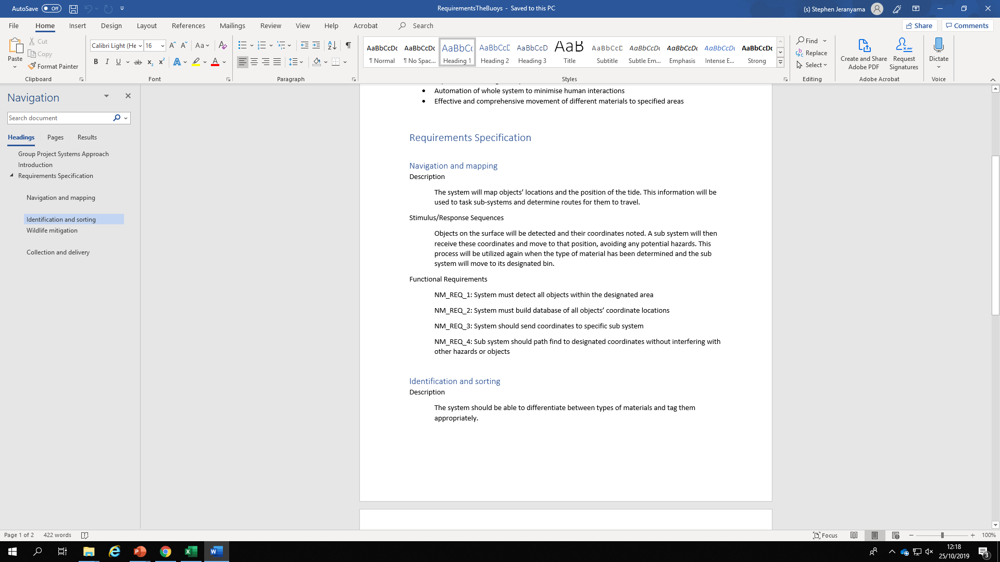 AutoSave Off RequirementsTheBuoys - Saved to this PC (s) Stephen Jeranyama
File Home Insert Design Layout References Mailings Review View Help Acrobat Search Share Comments
Paste Cut Copy Format Painter
Calibri Light (He 16
AaBbCcDc AaBbCcDc AaBbCc AaBbCcD AaBbCcD AaB AaBbCcD AaBbCcDc AaBbCcDc AaBbCcDc AaBbCcDc
¶ Normal ¶ No Spac... Heading 1 Heading 2 Heading 3 Title Subtitle Subtle Em... Emphasis Intense E... Strong
Find Replace Select
Create and Share Adobe PDF Request Signatures Dictate
Clipboard Font Paragraph Styles Editing Adobe Acrobat Voice
Navigation
Search document
Headings Pages Results
Group Project Systems Approach
Introduction
Requirements Specification
Navigation and mapping
Identification and sorting
Wildlife mitigation
Collection and delivery
• Automation of whole system to minimise human interactions
• Effective and comprehensive movement of different materials to specified areas
Requirements Specification
Navigation and mapping
Description
The system will map objects’ locations and the position of the tide. This information will be
used to task sub-systems and determine routes for them to travel.
Stimulus/Response Sequences
Objects on the surface will be detected and their coordinates noted. A sub system will then
receive these coordinates and move to that position, avoiding any potential hazards. This
process will be utilized again when the type of material has been determined and the sub
system will move to its designated bin.
Functional Requirements
NM_REQ_1: System must detect all objects within the designated area
NM_REQ_2: System must build database of all objects’ coordinate locations
NM_REQ_3: System should send coordinates to specific sub system
NM_REQ_4: Sub system should path find to designated coordinates without interfering with
other hazards or objects
Identification and sorting
Description
The system should be able to differentiate between types of materials and tag them
appropriately.
Page 1 of 2 422 words Focus 100%
12:18
25/10/2019
3